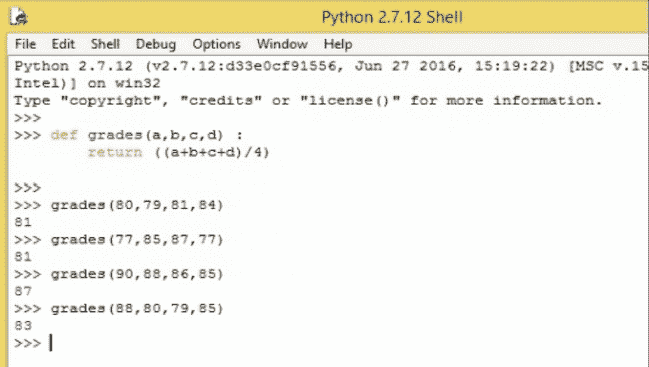 Python 2.7.12 Shell
File Edit Shell Debug Options Window Help
Python 2.7.12 (v2.7.12:d33e0cf91556, Jun 27 2016, 15:19:22) [MSC v.15
Intel)] on win32
Type "copyright", "credits" or "license()" for more information.
>>>
>>> def grades(a,b,c,d) :
        return ((a+b+c+d)/4)
>>>
>>> grades(80,79,81,84)
81
>>> grades(77,85,87,77)
81
>>> grades(90,88,86,85)
87
>>> grades(88,80,79,85)
83
>>>